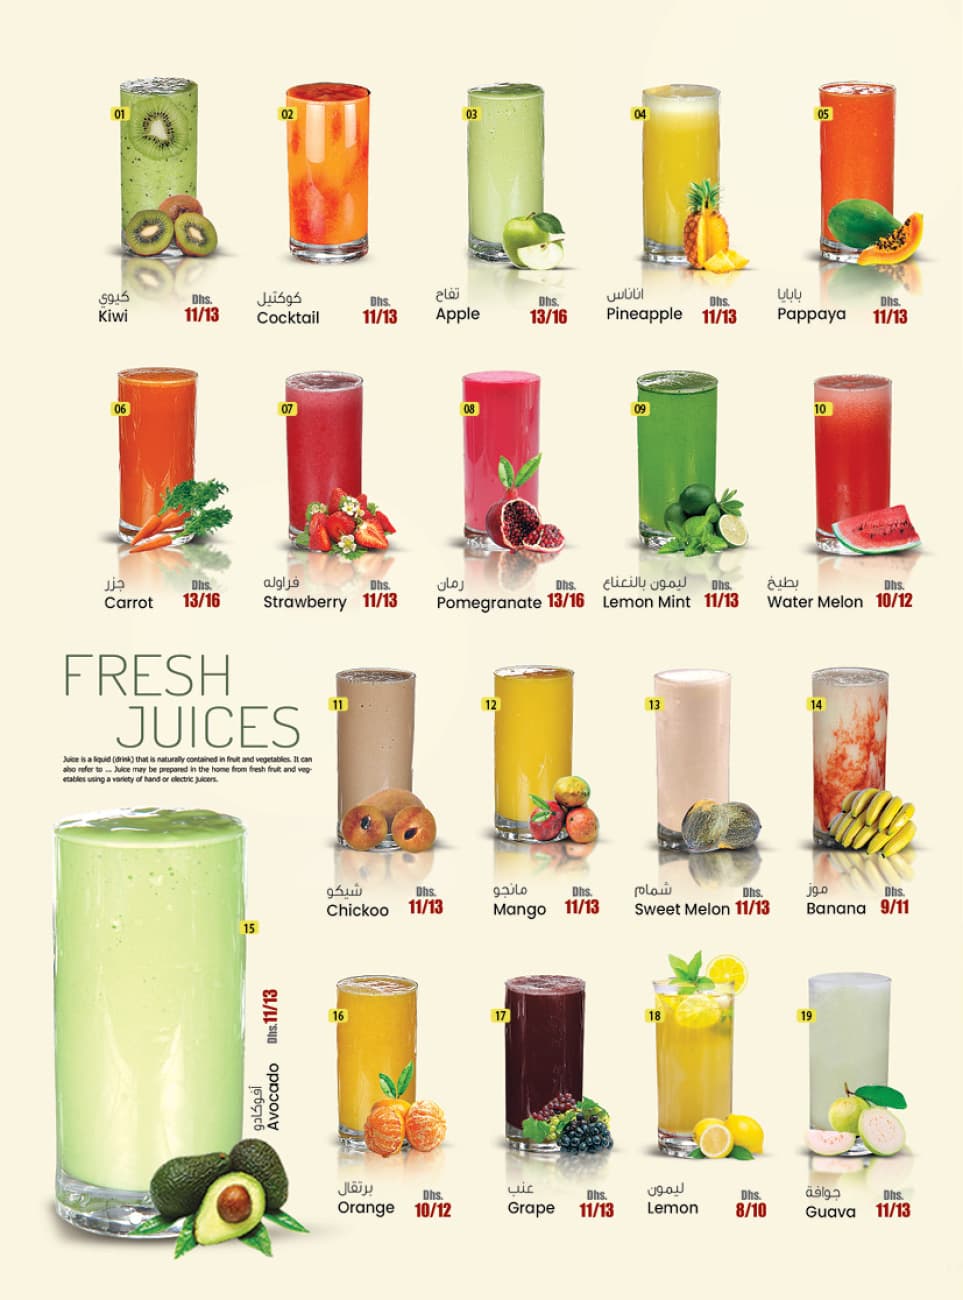 01
كيوي
Kiwi
Dhs.
11/13
02
كوكتيل
Cocktail
Dhs.
11/13
03
تفاح
Apple
Dhs.
13/16
04
اناناس
Pineapple
Dhs.
11/13
05
بابايا
Pappaya
Dhs.
11/13
06
جزر
Carrot
Dhs.
13/16
07
فراوله
Strawberry
Dhs.
11/13
08
رمان
Pomegranate
Dhs.
13/16
09
ليمون بالنعناع
Lemon Mint
Dhs.
11/13
10
بطيخ
Water Melon
Dhs.
10/12
FRESH
JUICES
Juice is a liquid (drink) that is naturally contained in fruit and vegetables. It can
also refer to ... Juice may be prepared in the home from fresh fruit and veg-
etables using a variety of hand or electric juicers.
11
شيكو
Chickoo
Dhs.
11/13
12
مانجو
Mango
Dhs.
11/13
13
شمام
Sweet Melon
Dhs.
11/13
14
موز
Banana
Dhs.
9/11
15
أفوكادو
Avocado
Dhs.11/13
16
برتقال
Orange
Dhs.
10/12
17
عنب
Grape
Dhs.
11/13
18
ليمون
Lemon
Dhs.
8/10
19
جوافة
Guava
Dhs.
11/13